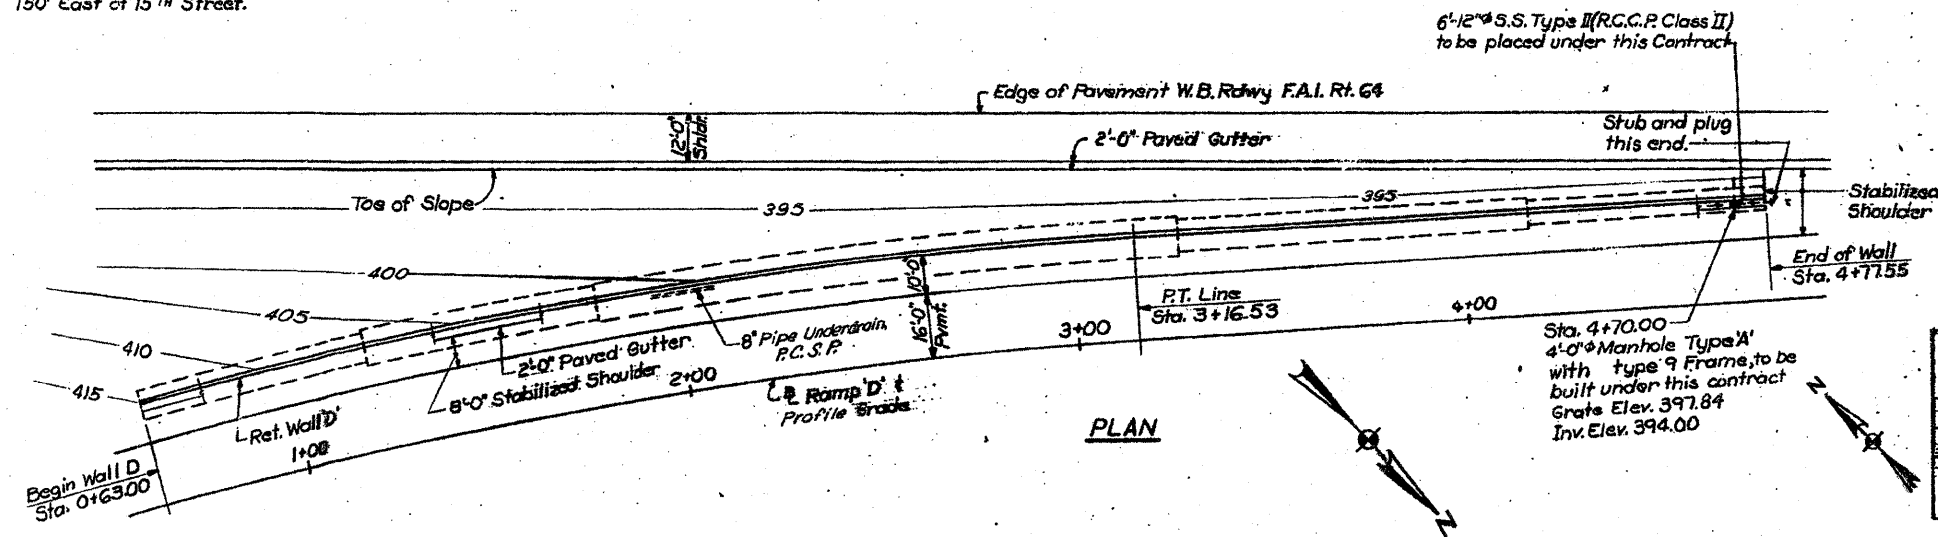 150' East of 15TH Street.
6'-12"ø S.S. Type II (R.C.C.P. Class II)
to be placed under this Contract
Edge of Pavement W.B. Rdwy F.A.I. Rt. 64
12'-0"
Shldr.
2'-0" Paved Gutter
Stub and plug
this end.
Toe of Slope
395
395
Stabilized
Shoulder
400
405
410
415
10'-0
16'-0"
Pvmt.
8" Pipe Underdrain,
P.C.S.P.
2'-0" Paved Gutter
8'-0" Stabilized Shoulder
Ret. Wall 'D'
P.T. Line
Sta. 3+16.53
End of Wall
Sta. 4+77.55
1+00
2+00
3+00
4+00
Begin Wall D
Sta. 0+63.00
Ramp 'D' &
Profile Grade
PLAN
Sta. 4+70.00
4'-0"ø Manhole Type 'A'
with type 9 Frame, to be
built under this contract
Grate Elev. 397.84
Inv. Elev. 394.00
N
N